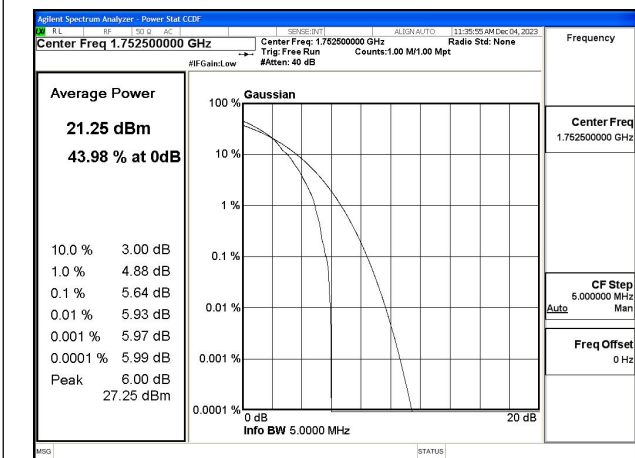 Agilent Spectrum Analyzer - Power Stat CCDF
RL RF 50 Ω AC SENSE:INT ALIGN AUTO 11:35:55 AM Dec 04, 2023
Center Freq 1.752500000 GHz Center Freq: 1.752500000 GHz Radio Std: None Frequency
Trig: Free Run Counts:1.00 M/1.00 Mpt
#IFGain:Low #Atten: 40 dB
Average Power
21.25 dBm
43.98 % at 0dB
10.0 % 3.00 dB
1.0 % 4.88 dB
0.1 % 5.64 dB
0.01 % 5.93 dB
0.001 % 5.97 dB
0.0001 % 5.99 dB
Peak 6.00 dB
27.25 dBm
Gaussian
100 %
10 %
1 %
0.1 %
0.01 %
0.001 %
0.0001 %
0 dB 20 dB
Info BW 5.0000 MHz
Center Freq
1.752500000 GHz
CF Step
5.000000 MHz
Auto Man
Freq Offset
0 Hz
MSG STATUS